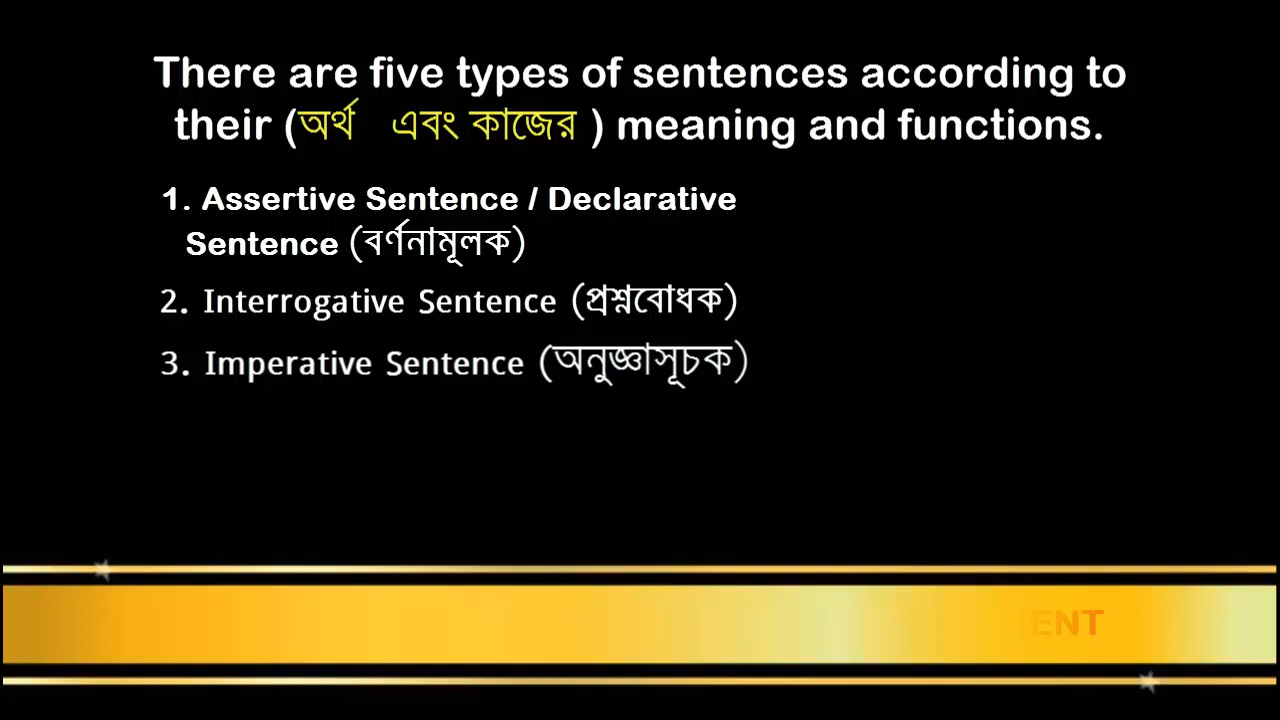 There are five types of sentences according to
their (অর্থ এবং কাজের ) meaning and functions.
1. Assertive Sentence / Declarative
Sentence (বর্ণনামূলক)
2. Interrogative Sentence (প্রশ্নবোধক)
3. Imperative Sentence (অনুজ্ঞাসূচক)
ENT